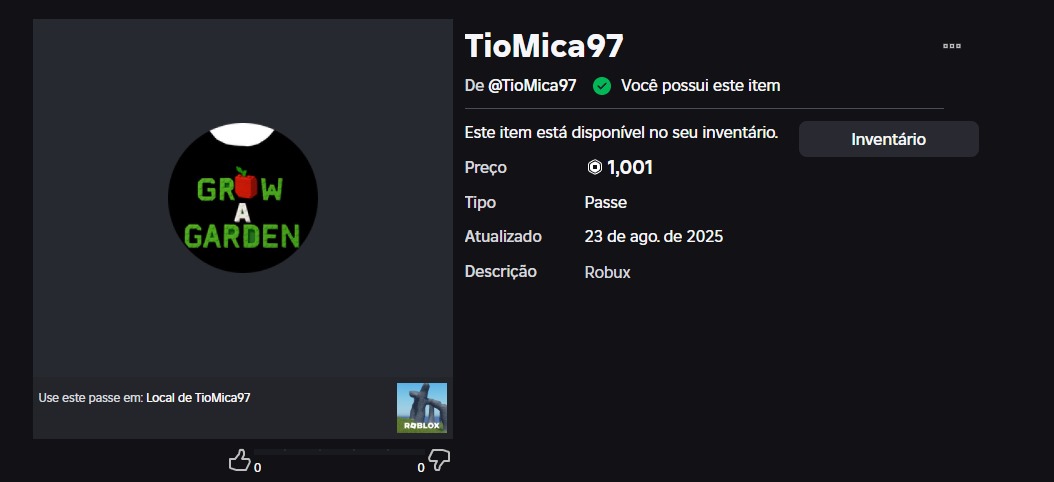 TioMica97
De @TioMica97 Você possui este item
Este item está disponível no seu inventário.
Inventário
Preço 1,001
Tipo Passe
Atualizado 23 de ago. de 2025
Descrição Robux
GROW
A
GARDEN
Use este passe em: Local de TioMica97
ROBLOX
0 0